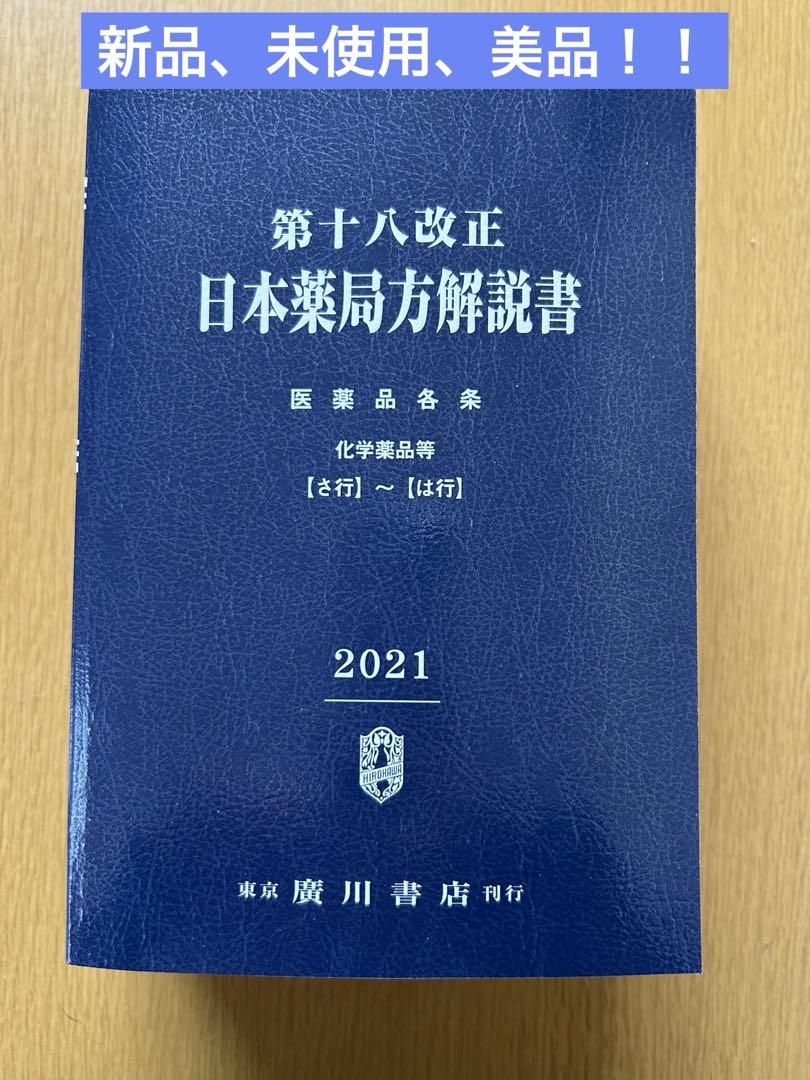 新品、未使用、美品！！
第十八改正
日本薬局方解説書
医薬品各条
化学薬品等
【さ行】～【は行】
2021
HIROKAWA
東京 廣川書店 刊行